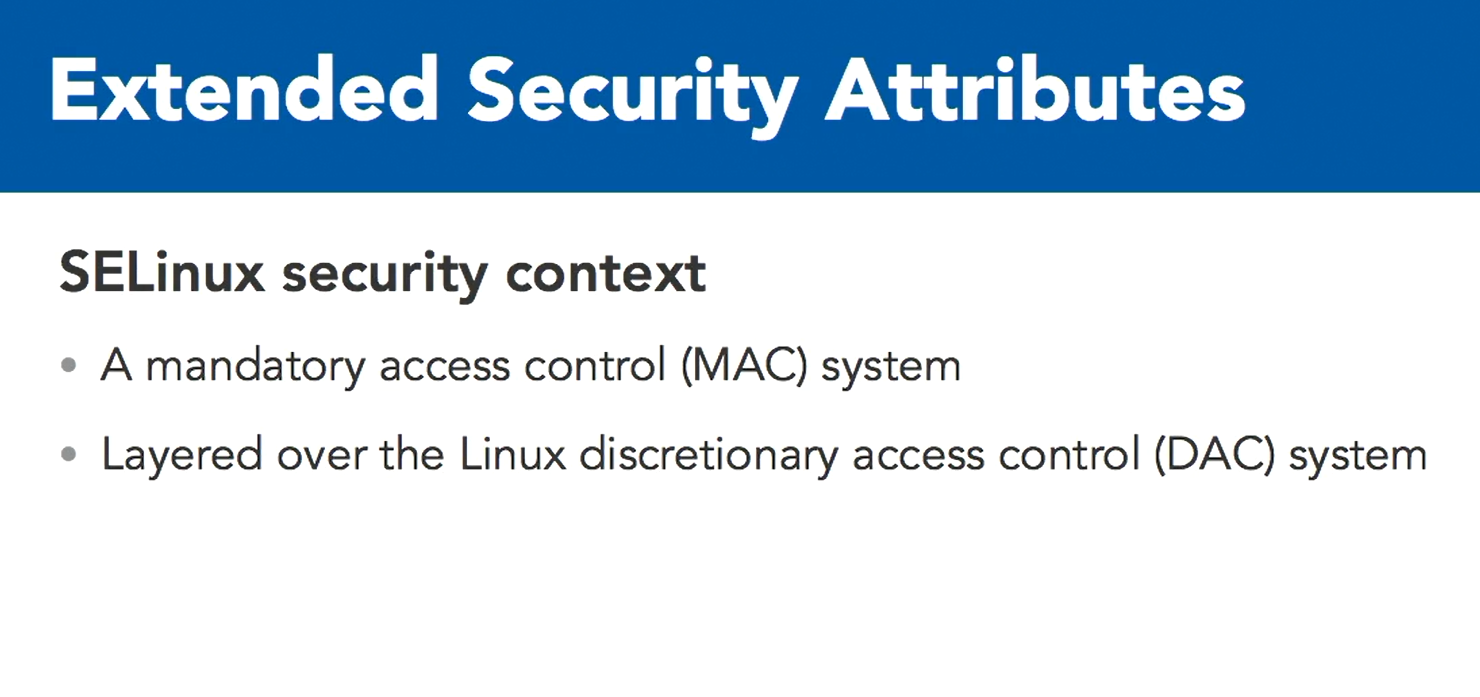 Extended Security Attributes
SELinux security context
• A mandatory access control (MAC) system
• Layered over the Linux discretionary access control (DAC) system